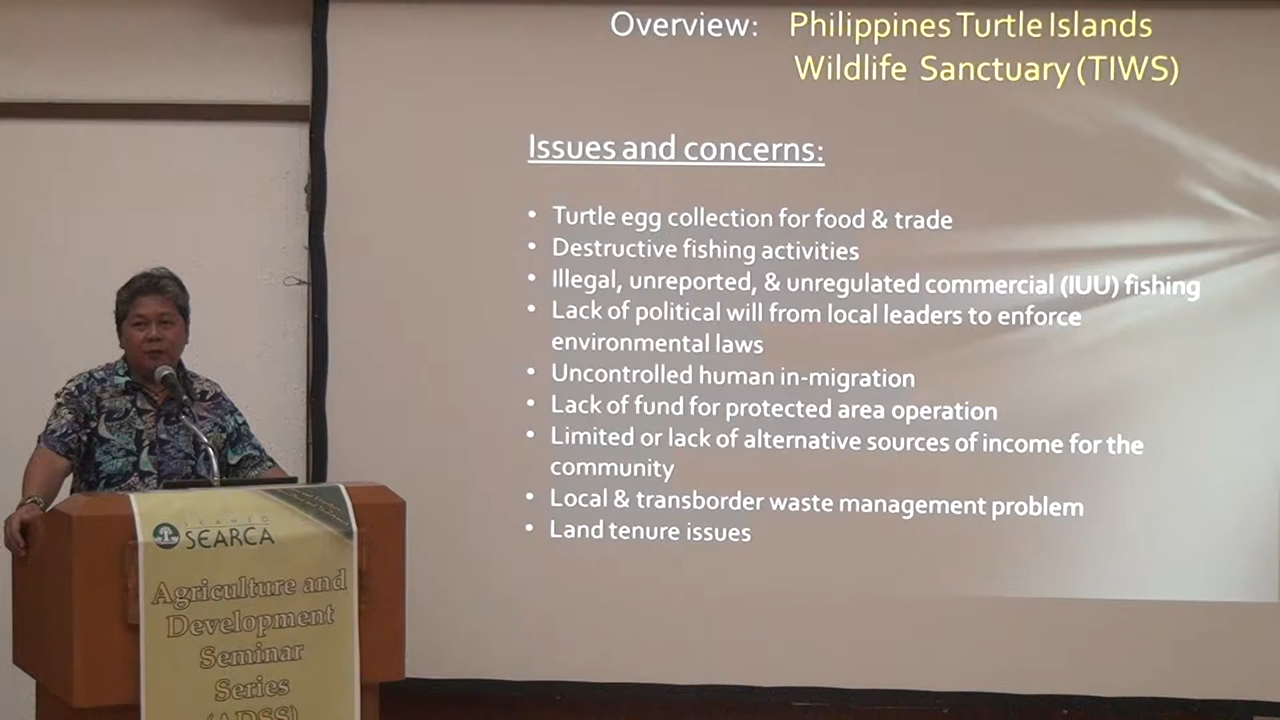 Overview: Philippines Turtle Islands
Wildlife Sanctuary (TIWS)
Issues and concerns:
• Turtle egg collection for food & trade
• Destructive fishing activities
• Illegal, unreported, & unregulated commercial (IUU) fishing
• Lack of political will from local leaders to enforce
environmental laws
• Uncontrolled human in-migration
• Lack of fund for protected area operation
• Limited or lack of alternative sources of income for the
community
• Local & transborder waste management problem
• Land tenure issues
SEAMEO
SEARCA
Agriculture and
Development
Seminar
Series
(ADSS)